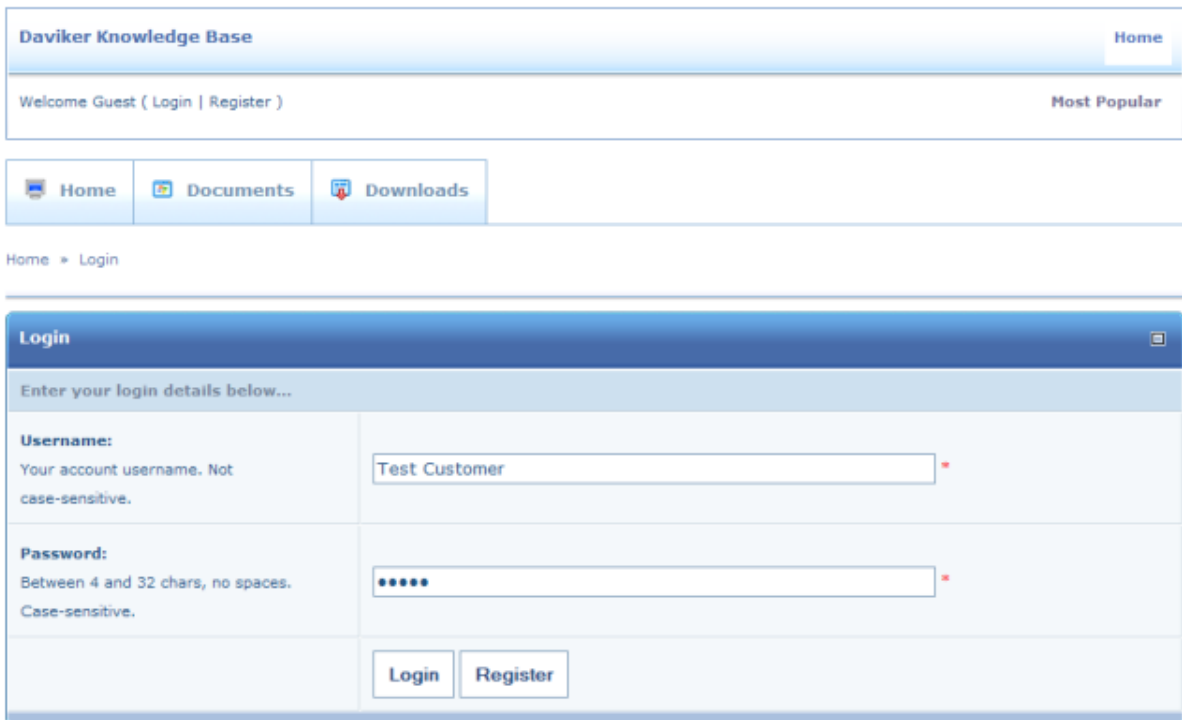 Daviker Knowledge Base
Home
Welcome Guest ( Login | Register )
Most Popular
Home
Documents
Downloads
Home » Login
Login
Enter your login details below...
Username:
Your account username. Not
case-sensitive.
Test Customer *
Password:
Between 4 and 32 chars, no spaces.
Case-sensitive.
••••• *
Login
Register